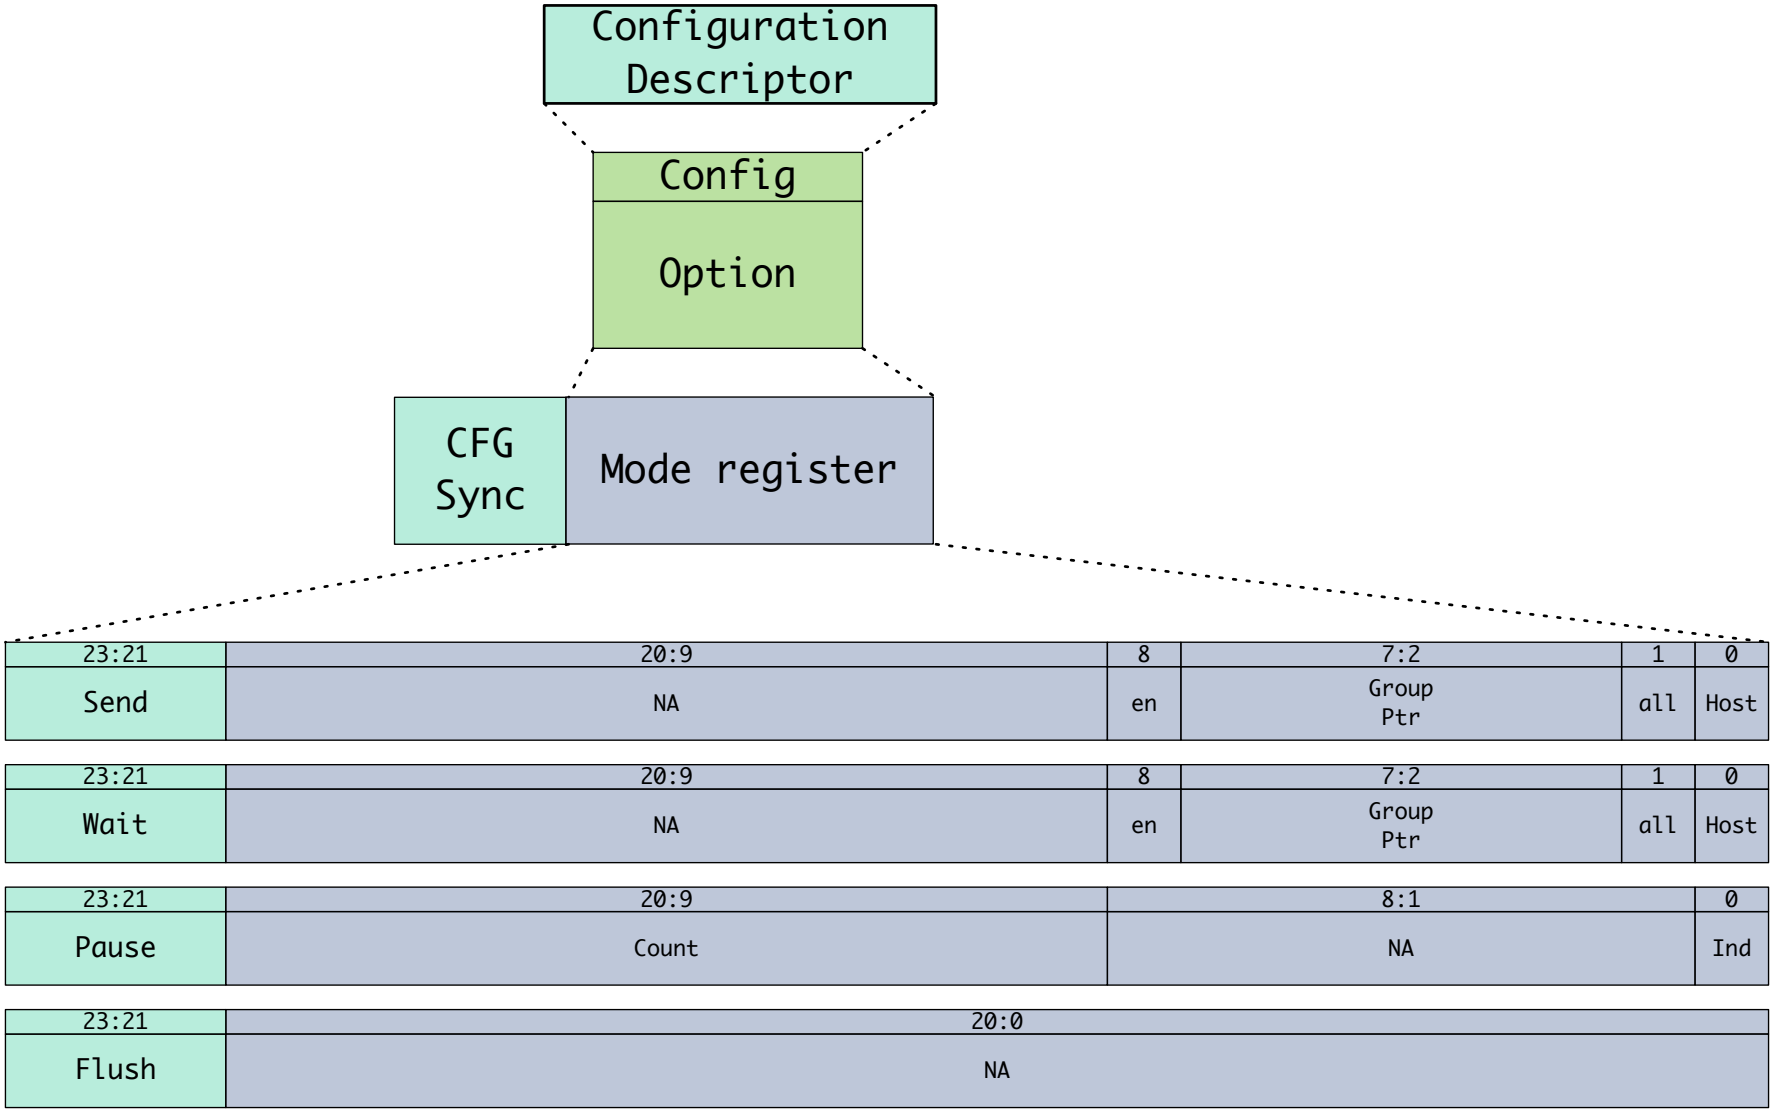 Configuration
Descriptor
Config
Option
CFG
Sync
Mode register
23:21 20:9 8 7:2 1 0
Send NA en Group
Ptr all Host
23:21 20:9 8 7:2 1 0
Wait NA en Group
Ptr all Host
23:21 20:9 8:1 0
Pause Count NA Ind
23:21 20:0
Flush NA